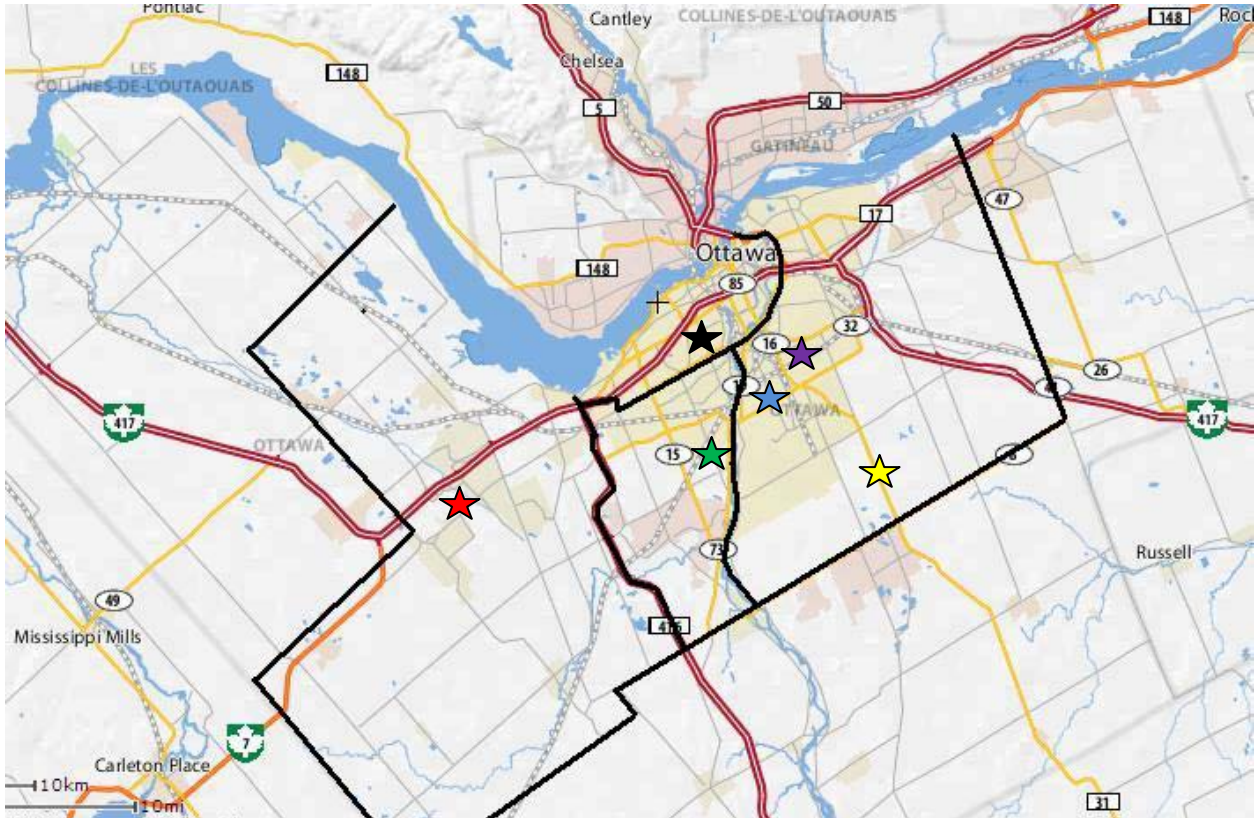 Pontiac
Cantley
COLLINES-DE-L'OUTAOUAIS
148
LES
COLLINES-DE-L'OUTAOUAIS
148
Chelsea
5
50
GATINEAU
47
17
Ottawa
148
85
32
16
26
417
OTTAWA
417
OTTAWA
15
8
73
Russell
49
Mississippi Mills
416
7
Carleton Place
10km
10mi
31